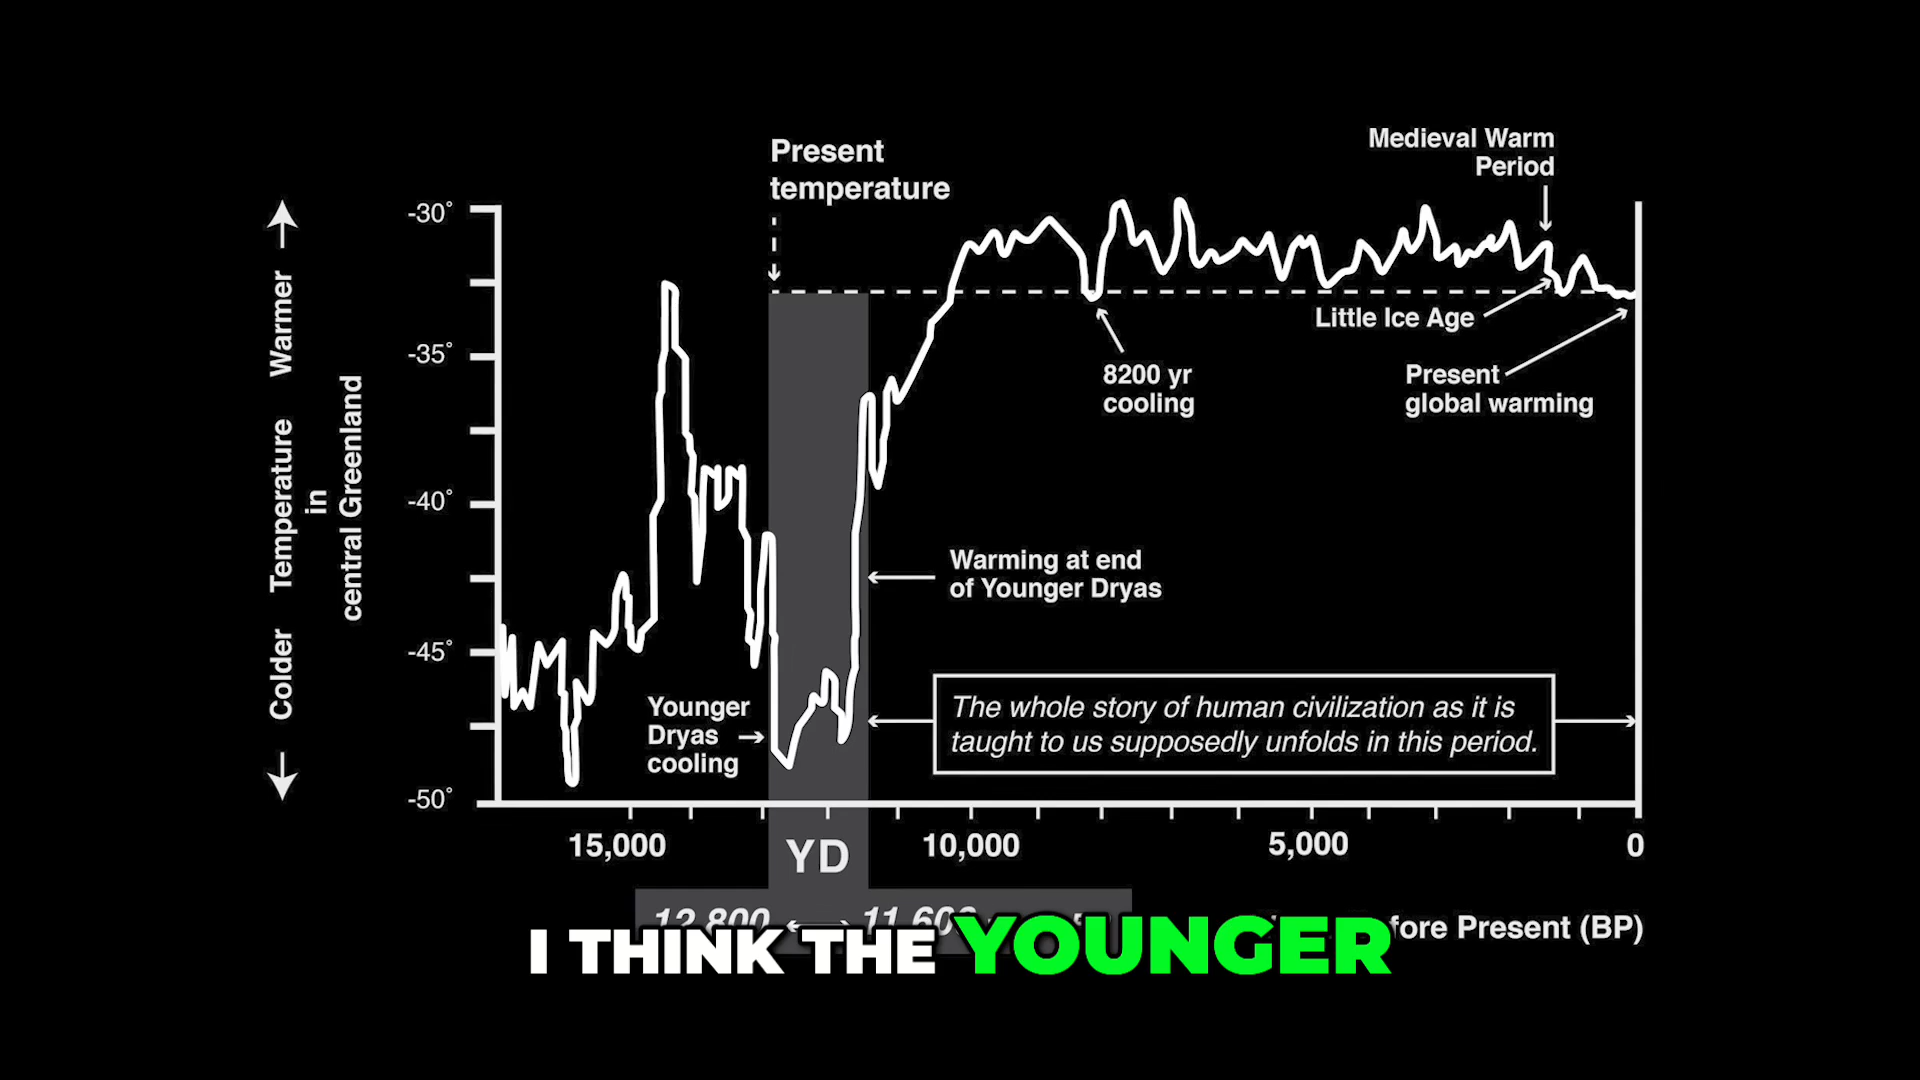 Medieval Warm
Period
Present
temperature
-30°
-35°
-40°
-45°
-50°
Colder Temperature Warmer
in
central Greenland
Little Ice Age
8200 yr
cooling
Present
global warming
Warming at end
of Younger Dryas
Younger
Dryas
cooling
The whole story of human civilization as it is
taught to us supposedly unfolds in this period.
15,000
YD
10,000
5,000
0
12,800
Present (BP)
I THINK THE YOUNGER